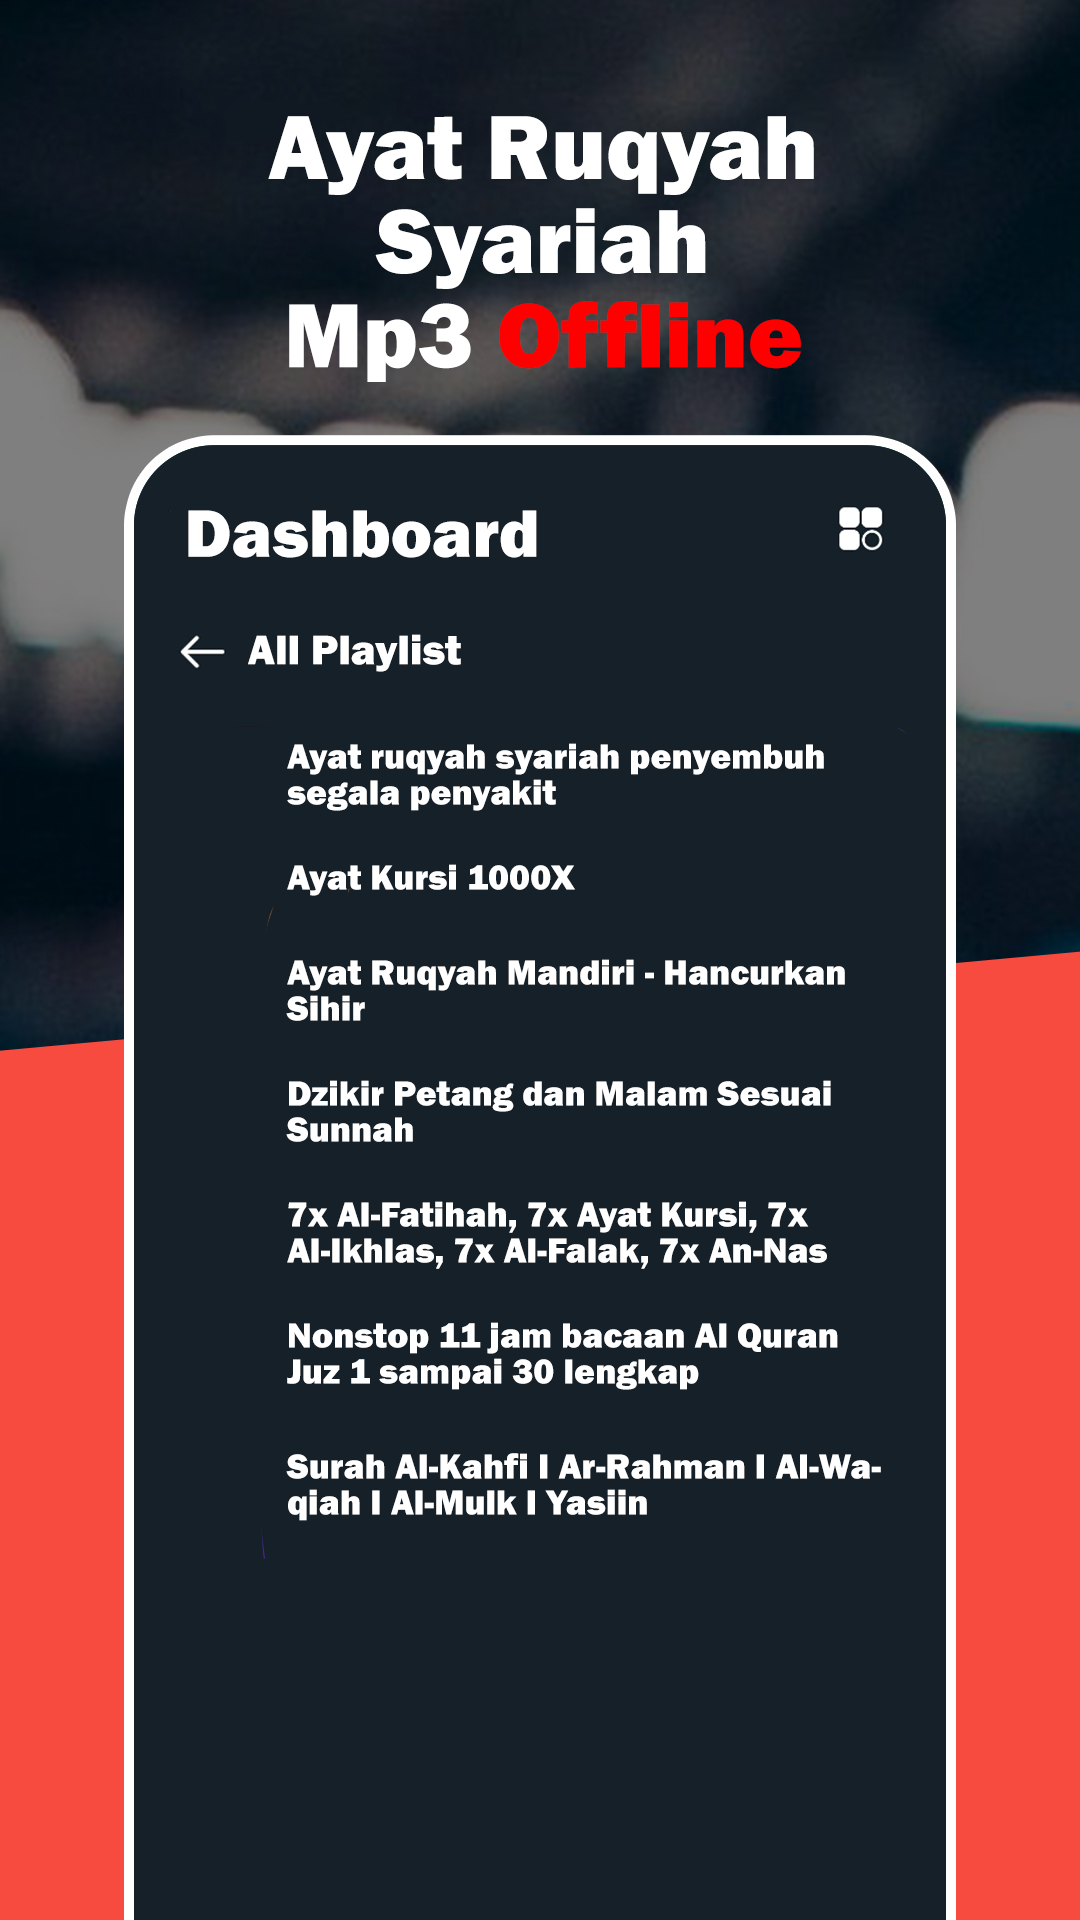 Ayat Ruqyah
Syariah
Mp3 Offline
Dashboard
All Playlist
Ayat ruqyah syariah penyembuh
segala penyakit
Ayat Kursi 1000X
Ayat Ruqyah Mandiri - Hancurkan
Sihir
Dzikir Petang dan Malam Sesuai
Sunnah
7x Al-Fatihah, 7x Ayat Kursi, 7x
Al-Ikhlas, 7x Al-Falak, 7x An-Nas
Nonstop 11 jam bacaan Al Quran
Juz 1 sampai 30 lengkap
Surah Al-Kahfi I Ar-Rahman I Al-Wa-
qiah I Al-Mulk I Yasiin